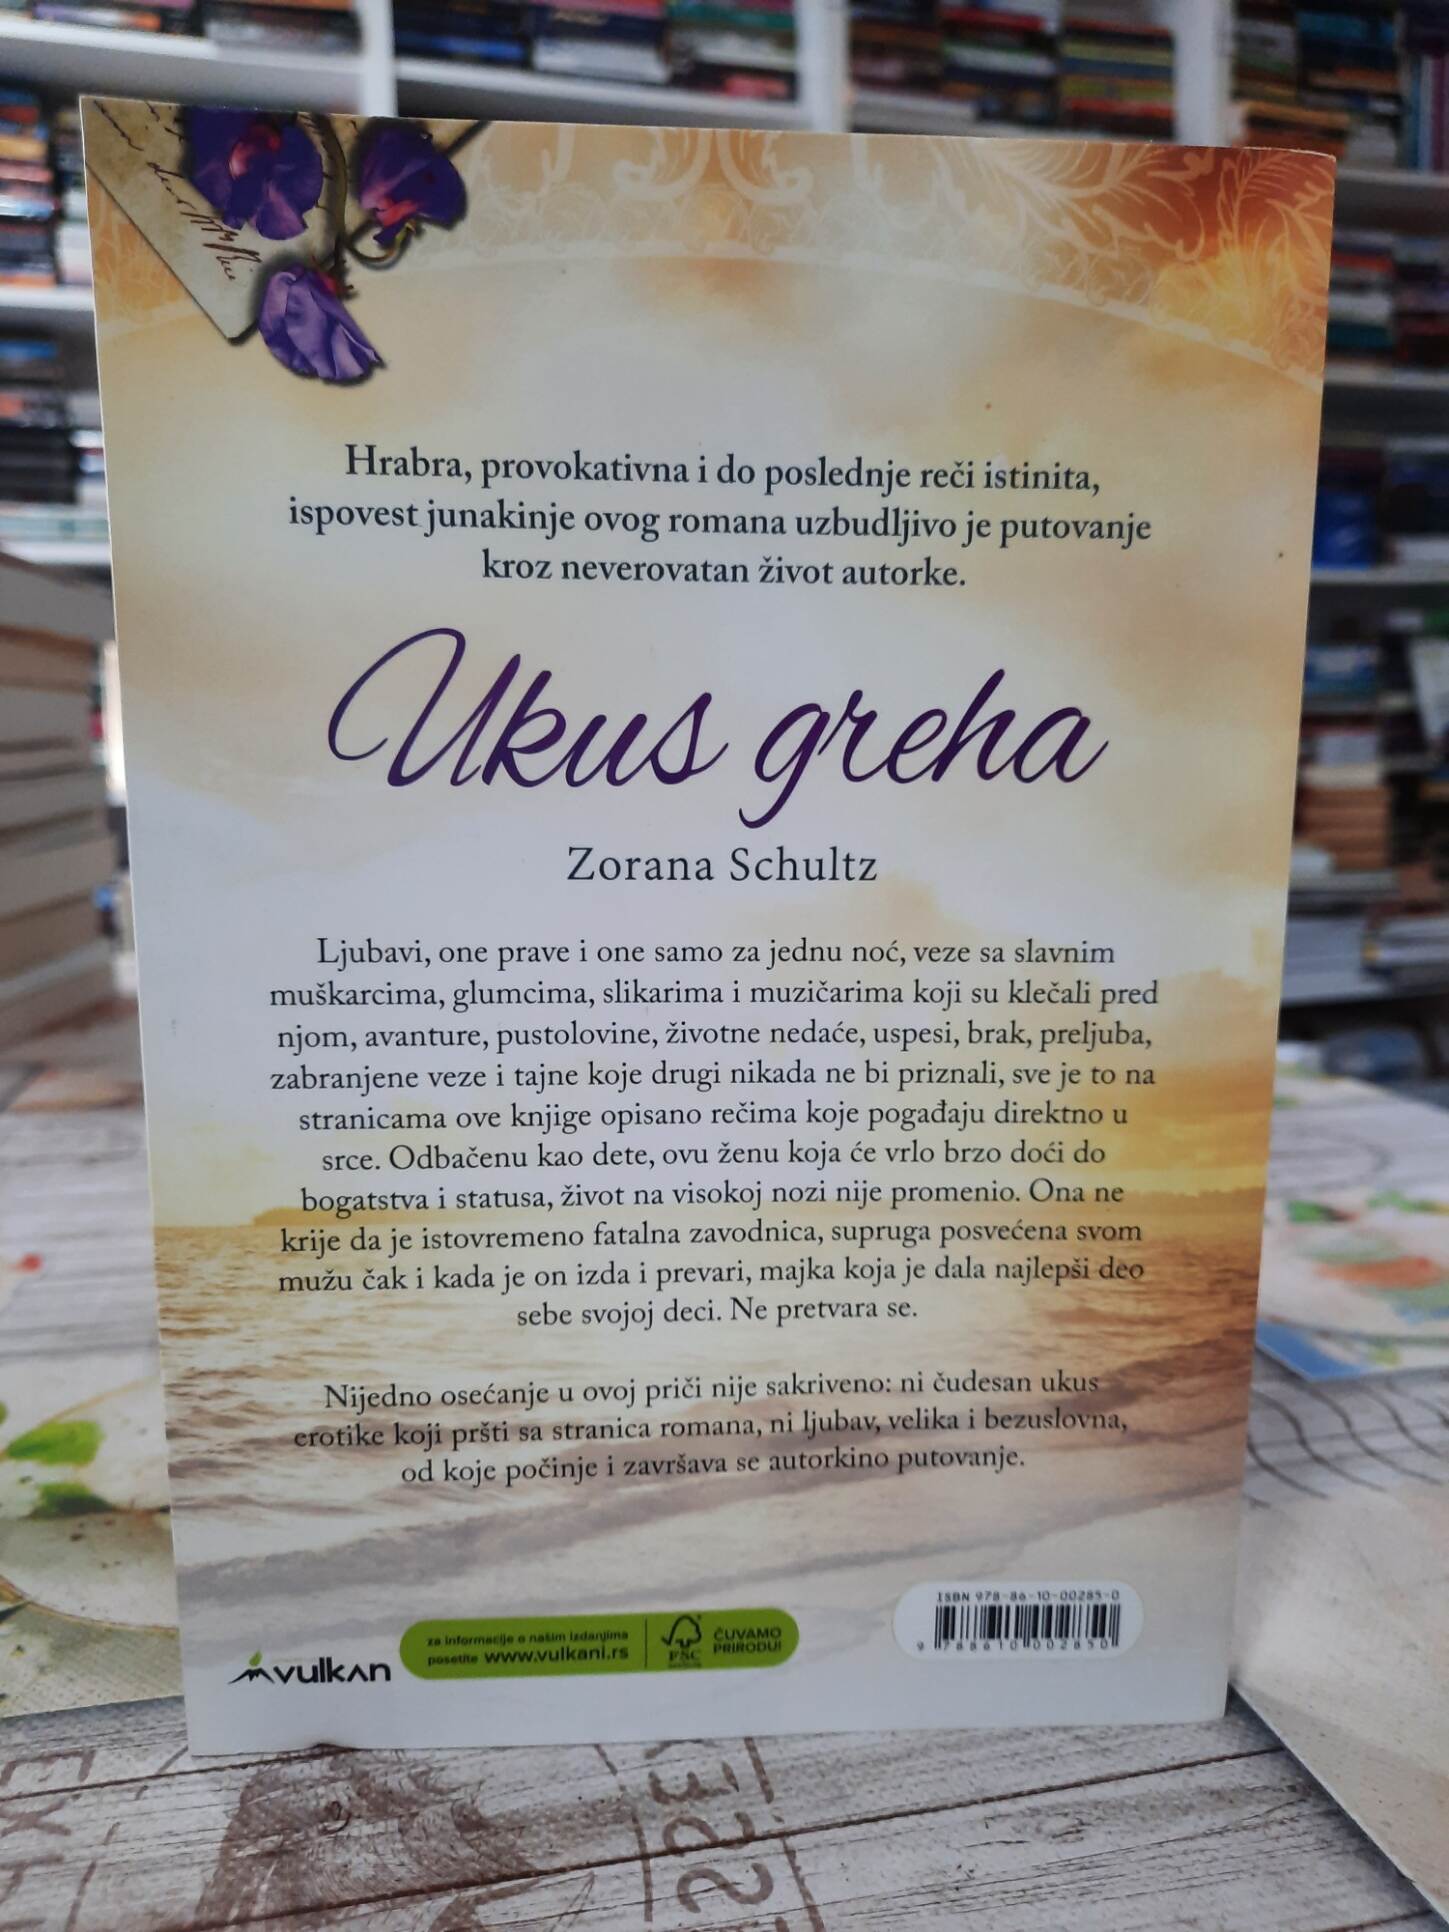 Hrabra, provokativna i do poslednje reči istinita,
ispovest junakinje ovog romana uzbudljivo je putovanje
kroz neverovatan život autorke.
Ukus greha
Zorana Schultz
Ljubavi, one prave i one samo za jednu noć, veze sa slavnim
muškarcima, glumcima, slikarima i muzičarima koji su klečali pred
njom, avanture, pustolovine, životne nedaće, uspesi, brak, preljuba,
zabranjene veze i tajne koje drugi nikada ne bi priznali, sve je to na
stranicama ove knjige opisano rečima koje pogađaju direktno u
srce. Odbačenu kao dete, ovu ženu koja će vrlo brzo doći do
bogatstva i statusa, život na visokoj nozi nije promenio. Ona ne
krije da je istovremeno fatalna zavodnica, supruga posvećena svom
mužu čak i kada je on izda i prevari, majka koja je dala najlepši deo
sebe svojoj deci. Ne pretvara se.
Nijedno osećanje u ovoj priči nije sakriveno: ni čudesan ukus
erotike koji pršti sa stranica romana, ni ljubav, velika i bezuslovna,
od koje počinje i završava se autorkino putovanje.
ISBN 978-86-10-00285-0
9 788610 002850
vulkan
za informacije o našim izdanjima
posetite www.vulkani.rs
FSC
ČUVAMO
PRIRODU!